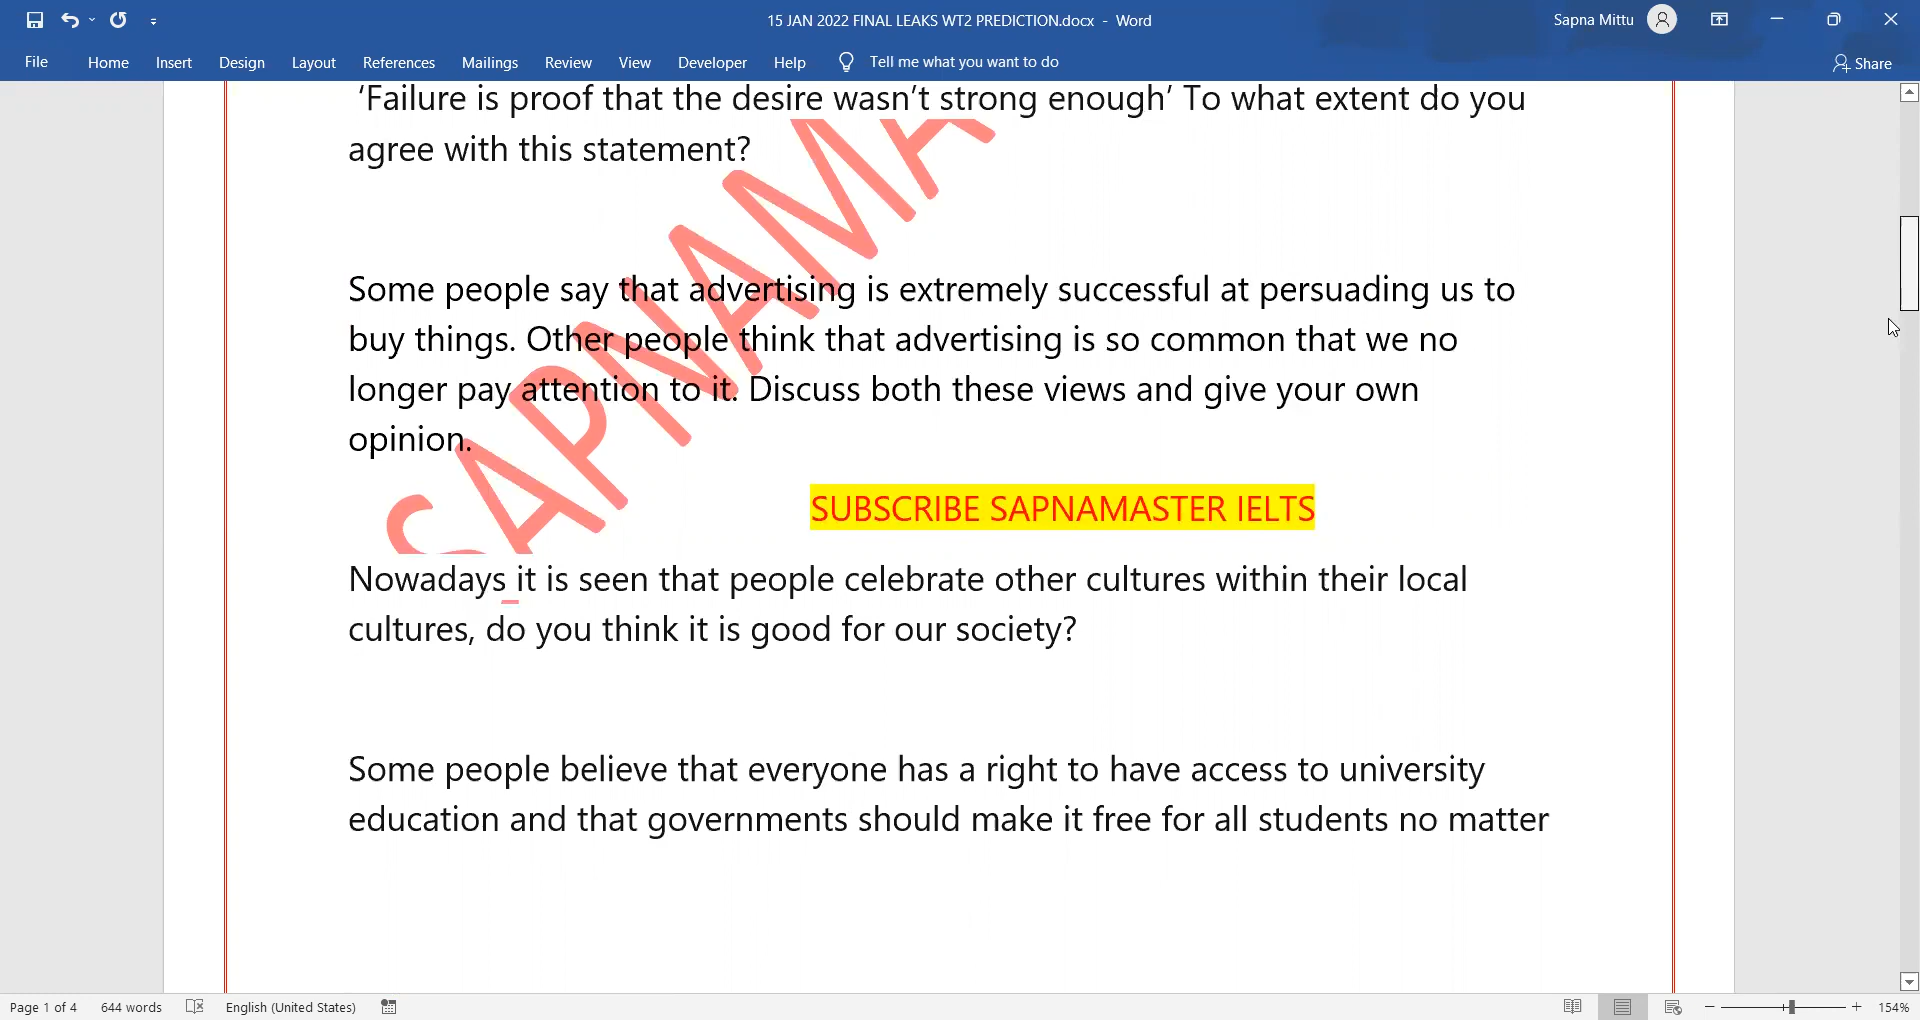 15 JAN 2022 FINAL LEAKS WT2 PREDICTION.docx - Word
Sapna Mittu
File Home Insert Design Layout References Mailings Review View Developer Help Tell me what you want to do
Share
‘Failure is proof that the desire wasn’t strong enough’ To what extent do you
agree with this statement?
Some people say that advertising is extremely successful at persuading us to
buy things. Other people think that advertising is so common that we no
longer pay attention to it. Discuss both these views and give your own
opinion.
SAPNAMA
SUBSCRIBE SAPNAMASTER IELTS
Nowadays it is seen that people celebrate other cultures within their local
cultures, do you think it is good for our society?
Some people believe that everyone has a right to have access to university
education and that governments should make it free for all students no matter
Page 1 of 4 644 words English (United States) 154%